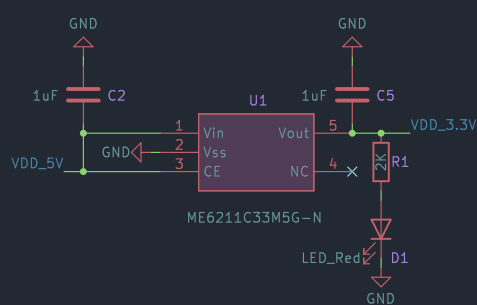 GND GND
1uF C2 1uF C5
U1
1 Vin Vout 5 VDD_3.3V
GND 2 Vss 2K R1
VDD_5V 3 CE NC 4
ME6211C33M5G-N
LED_Red D1
GND